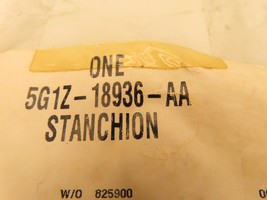 ONE
5G1Z-18936-AA
STANCHION
W/O 825900